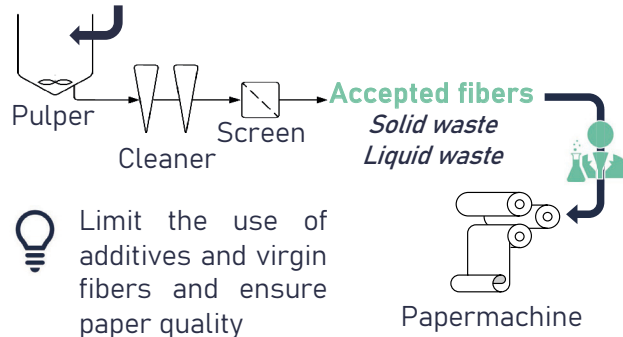 Pulper
Cleaner
Screen
Accepted fibers
Solid waste
Liquid waste
Limit the use of
additives and virgin
fibers and ensure
paper quality
Papermachine